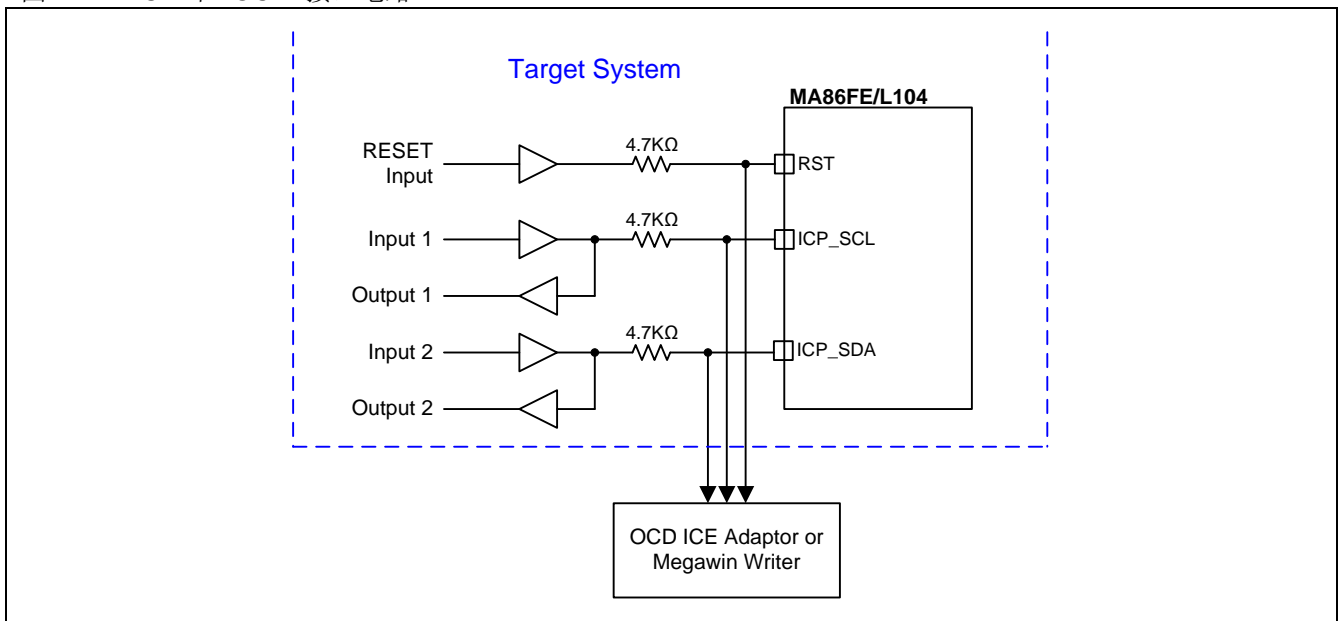 Target System
MA86FE/L104
RESET
Input
4.7KΩ
RST
Input 1
4.7KΩ
ICP_SCL
Output 1
Input 2
4.7KΩ
ICP_SDA
Output 2
OCD ICE Adaptor or
Megawin Writer